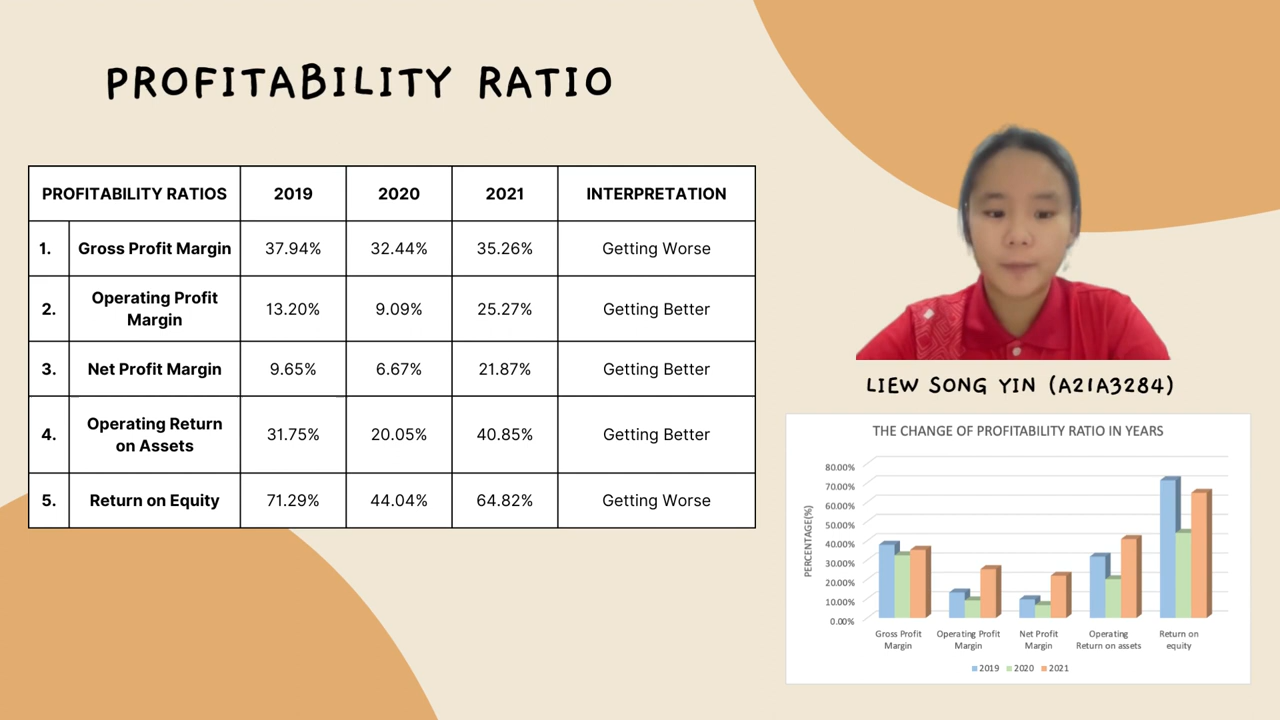 PROFITABILITY RATIO
PROFITABILITY RATIOS 2019 2020 2021 INTERPRETATION
1. Gross Profit Margin 37.94% 32.44% 35.26% Getting Worse
2. Operating Profit
Margin 13.20% 9.09% 25.27% Getting Better
3. Net Profit Margin 9.65% 6.67% 21.87% Getting Better
4. Operating Return
on Assets 31.75% 20.05% 40.85% Getting Better
5. Return on Equity 71.29% 44.04% 64.82% Getting Worse
LIEW SONG YIN (A21A3284)
THE CHANGE OF PROFITABILITY RATIO IN YEARS
PERCENTAGE(%)
80.00%
70.00%
60.00%
50.00%
40.00%
30.00%
20.00%
10.00%
0.00%
Gross Profit Operating Profit Net Profit Operating Return on
Margin Margin Margin Return on assets equity
2019 2020 2021